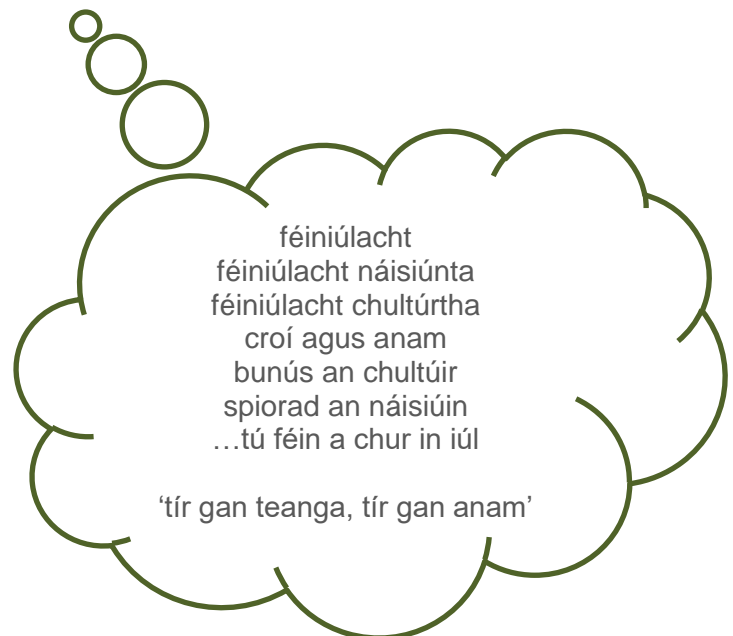 féiniúlacht
féiniúlacht náisiúnta
féiniúlacht chultúrtha
croí agus anam
bunús an chultúir
spiorad an náisiúin
…tú féin a chur in iúl
‘tír gan teanga, tír gan anam’